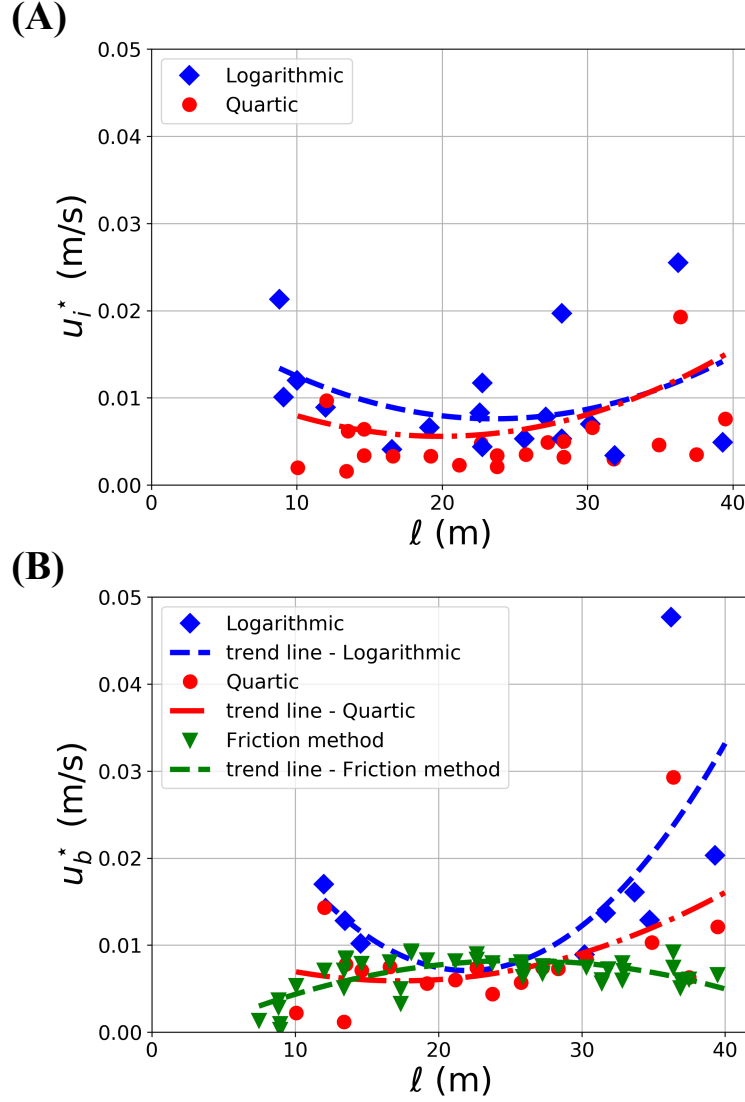 (A)
0.05
0.04
0.03
0.02
0.01
0.00
u_i^⋆ (m/s)
Logarithmic
Quartic
0 10 20 30 40
ℓ (m)
(B)
0.05
0.04
0.03
0.02
0.01
0.00
u_b^⋆ (m/s)
Logarithmic
trend line - Logarithmic
Quartic
trend line - Quartic
Friction method
trend line - Friction method
0 10 20 30 40
ℓ (m)